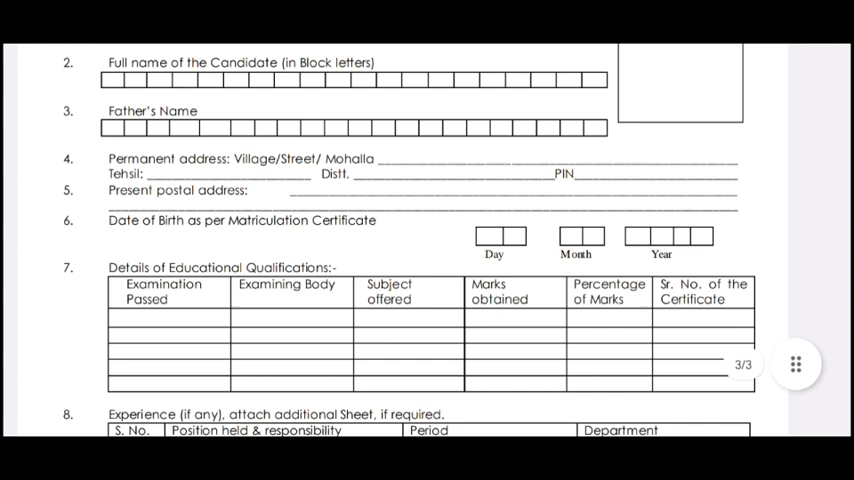 2. Full name of the Candidate (in Block letters)
3. Father's Name
4. Permanent address: Village/Street/ Mohalla
Tehsil: Distt. PIN
5. Present postal address:
6. Date of Birth as per Matriculation Certificate
Day Month Year
7. Details of Educational Qualifications:-
Examination Passed Examining Body Subject offered Marks obtained Percentage of Marks Sr. No. of the Certificate
3/3
8. Experience (if any), attach additional Sheet, if required.
S. No. Position held & responsibility Period Department